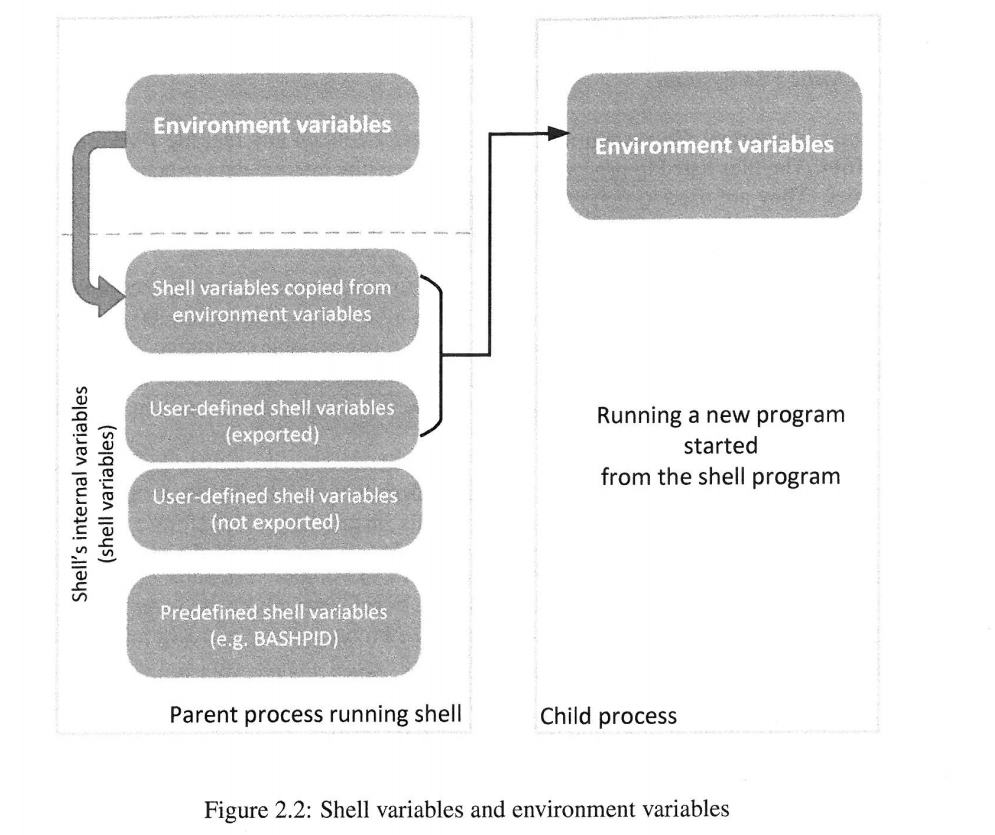 Environment variables
Shell variables copied from
environment variables
User-defined shell variables
(exported)
User-defined shell variables
(not exported)
Predefined shell variables
(e.g. BASHPID)
Shell's internal variables
(shell variables)
Parent process running shell
Environment variables
Running a new program
started
from the shell program
Child process
Figure 2.2: Shell variables and environment variables